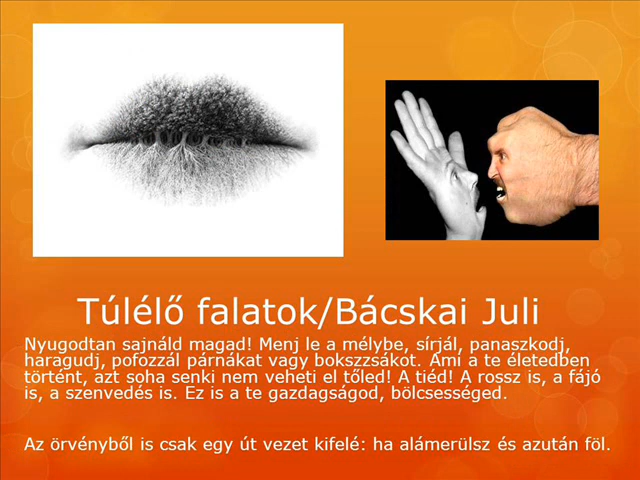 Túlélő falatok/Bácskai Juli
Nyugodtan sajnáld magad! Menj le a mélybe, sírjál, panaszkodj,
haragudj, pofozzál párnákat vagy bokszzsákot. Ami a te életedben
történt, azt soha senki nem veheti el tőled! A tiéd! A rossz is, a fájó
is, a szenvedés is. Ez is a te gazdagságod, bölcsességed.
Az örvényből is csak egy út vezet kifelé: ha alámerülsz és azután föl.